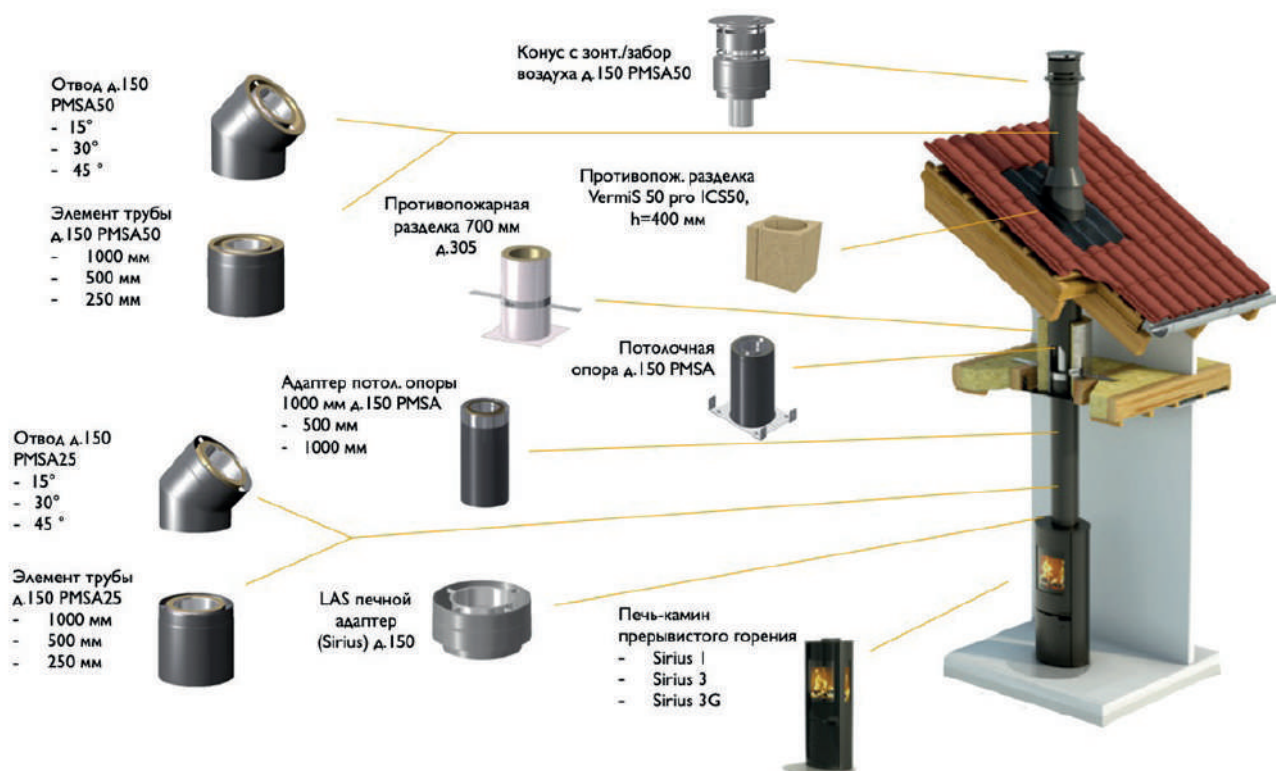 Конус с зонт./забор
воздуха д.150 PMSA50
Отвод д.150
PMSA50
- 15°
- 30°
- 45 °
Элемент трубы
д.150 PMSA50
- 1000 мм
- 500 мм
- 250 мм
Противопожарная
разделка 700 мм
д.305
Противопож. разделка
VermiS 50 pro ICS50,
h=400 мм
Потолочная
опора д.150 PMSA
Адаптер потол. опоры
1000 мм д.150 PMSA
- 500 мм
- 1000 мм
Отвод д.150
PMSA25
- 15°
- 30°
- 45 °
Элемент трубы
д.150 PMSA25
- 1000 мм
- 500 мм
- 250 мм
LAS печной
адаптер
(Sirius) д.150
Печь-камин
прерывистого горения
- Sirius 1
- Sirius 3
- Sirius 3G